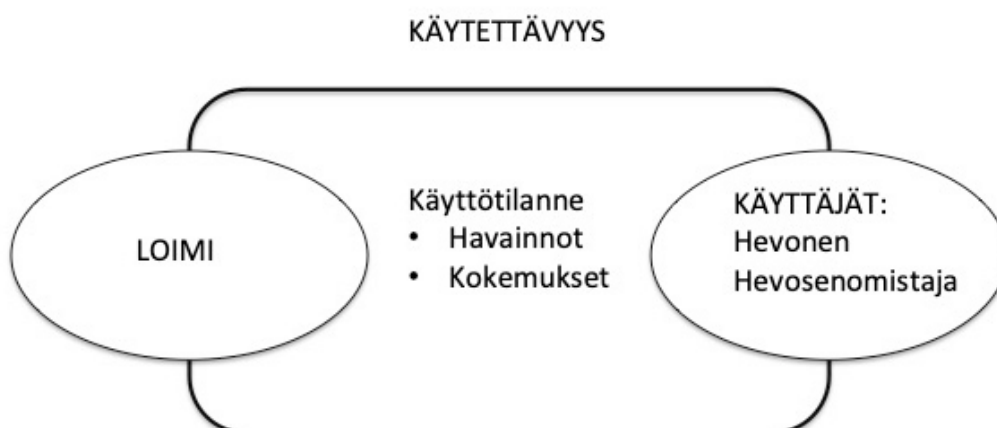 KÄYTETTÄVYYS
LOIMI
Käyttötilanne
• Havainnot
• Kokemukset
KÄYTTÄJÄT:
Hevonen
Hevosenomistaja